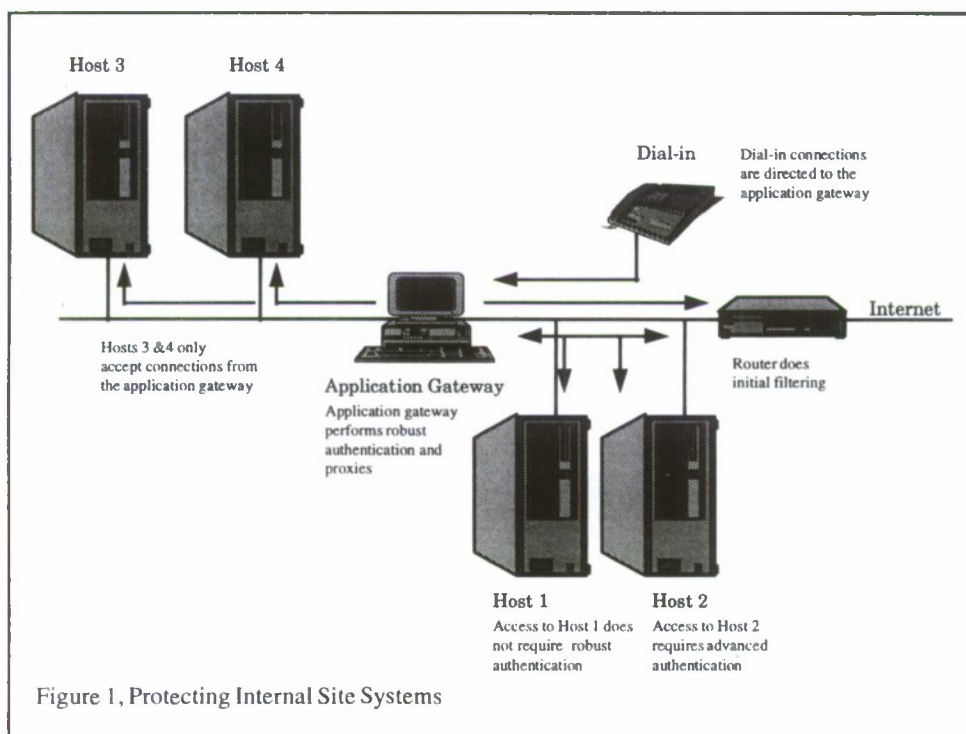 Host 3
Host 4
Dial-in
Dial-in connections
are directed to the
application gateway
Internet
Hosts 3 &4 only
accept connections from
the application gateway
Application Gateway
Application gateway
performs robust
authentication and
proxies
Router does
initial filtering
Host 1
Access to Host 1 does
not require robust
authentication
Host 2
Access to Host 2
requires advanced
authentication
Figure 1, Protecting Internal Site Systems